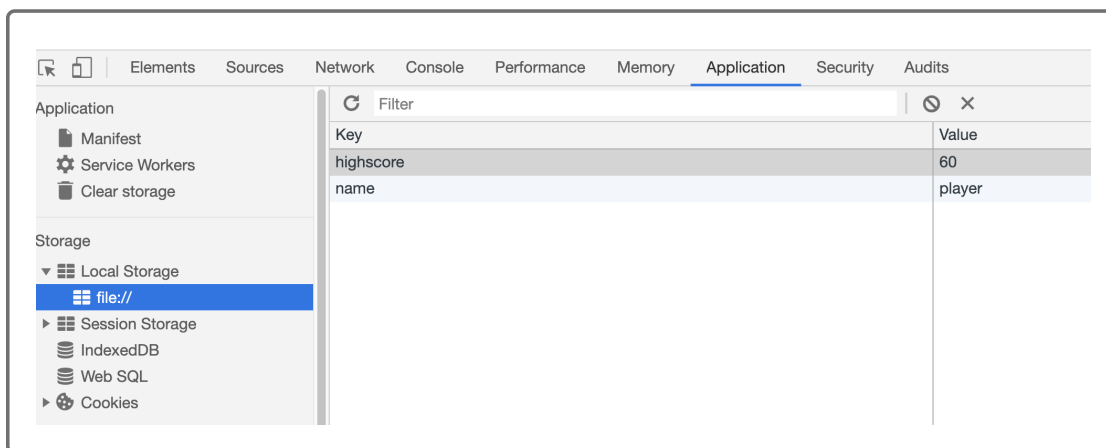 Elements Sources Network Console Performance Memory Application Security Audits
Application
Manifest
Service Workers
Clear storage
Storage
Local Storage
file://
Session Storage
IndexedDB
Web SQL
Cookies
Filter
Key Value
highscore 60
name player